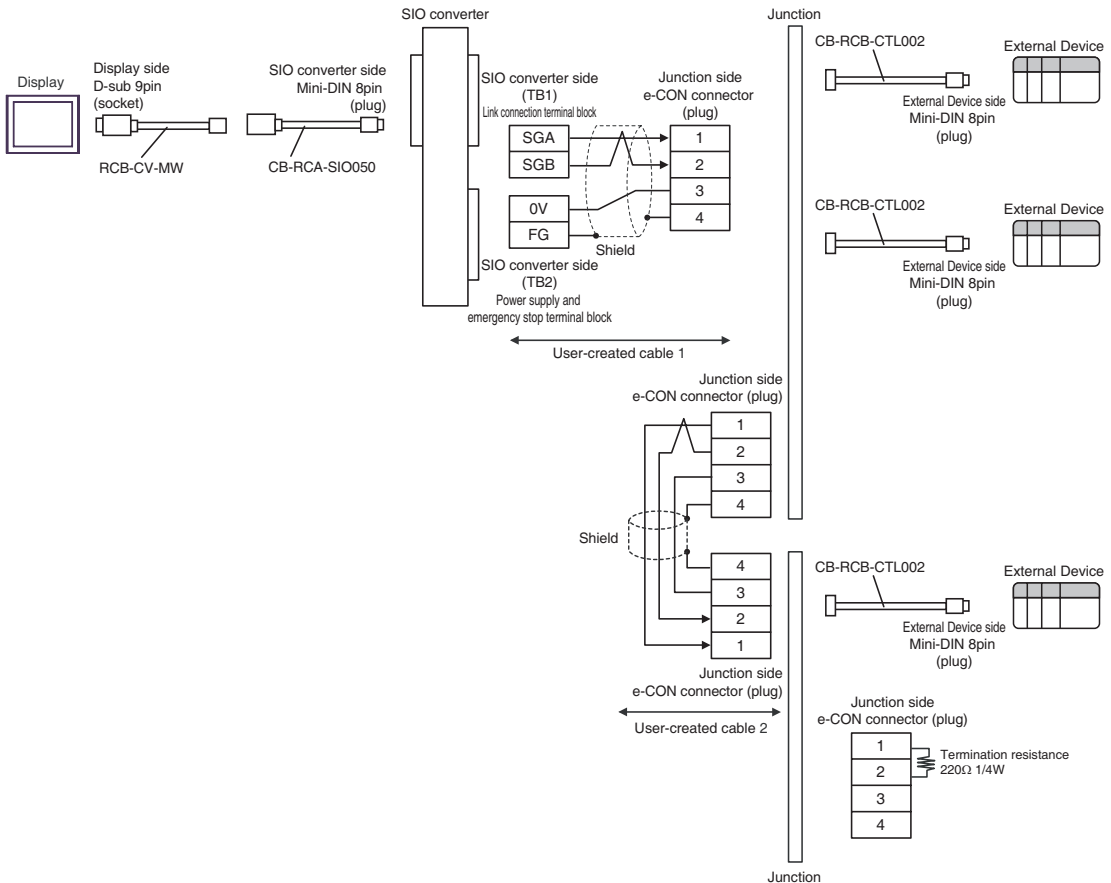 SIO converter
Junction
Display
Display side
D-sub 9pin
(socket)
RCB-CV-MW
SIO converter side
Mini-DIN 8pin
(plug)
CB-RCA-SIO050
SIO converter side
(TB1)
Link connection terminal block
Junction side
e-CON connector
(plug)
SGA
SGB
0V
FG
1
2
3
4
Shield
SIO converter side
(TB2)
Power supply and
emergency stop terminal block
User-created cable 1
CB-RCB-CTL002
External Device
External Device side
Mini-DIN 8pin
(plug)
CB-RCB-CTL002
External Device
External Device side
Mini-DIN 8pin
(plug)
Junction side
e-CON connector (plug)
1
2
3
4
Shield
4
3
2
1
Junction side
e-CON connector (plug)
User-created cable 2
CB-RCB-CTL002
External Device
External Device side
Mini-DIN 8pin
(plug)
Junction side
e-CON connector (plug)
1
2
3
4
Termination resistance
220Ω 1/4W
Junction